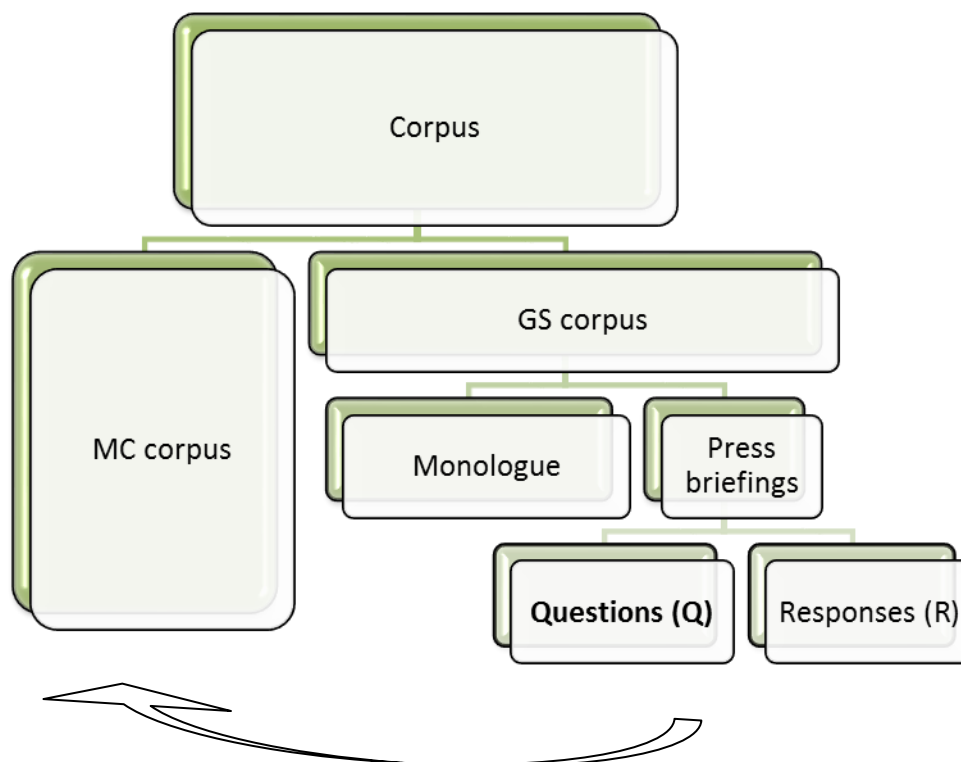 Corpus
GS corpus
MC corpus
Monologue
Press
briefings
Questions (Q)
Responses (R)